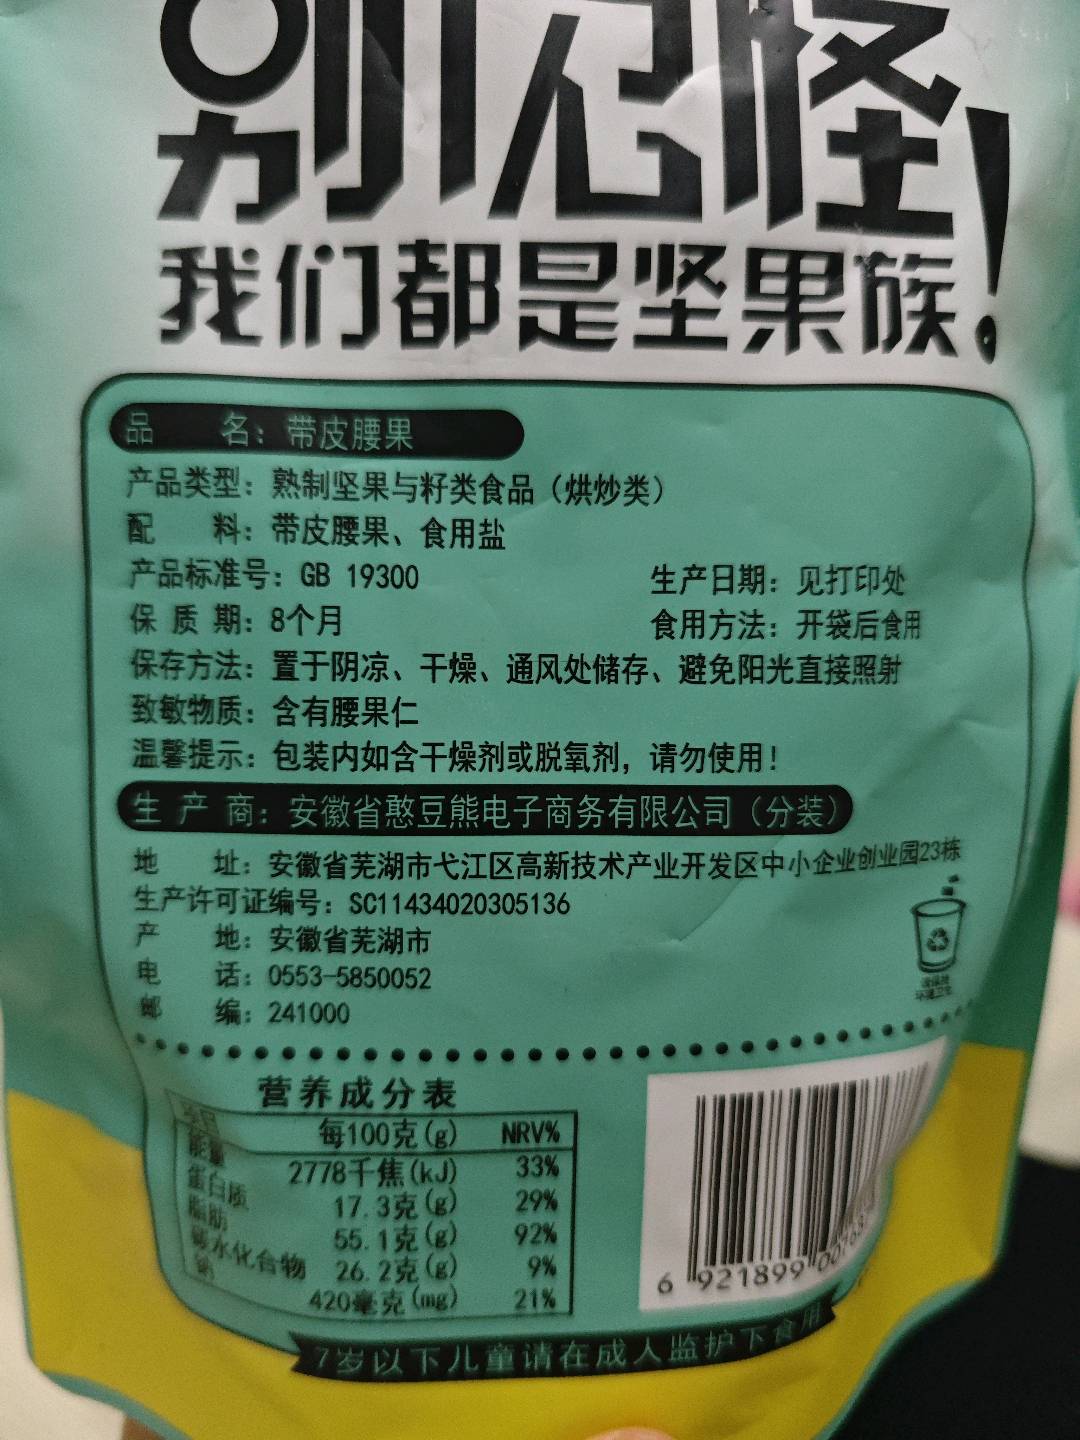 别见怪!
我们都是坚果族。
品 名：带皮腰果
产品类型：熟制坚果与籽类食品（烘炒类）
配 料：带皮腰果、食用盐
产品标准号：GB 19300
生产日期：见打印处
保 质 期：8个月
食用方法：开袋后食用
保存方法：置于阴凉、干燥、通风处储存、避免阳光直接照射
致敏物质：含有腰果仁
温馨提示：包装内如含干燥剂或脱氧剂，请勿使用！
生 产 商：安徽省憨豆熊电子商务有限公司（分装）
地 址：安徽省芜湖市弋江区高新技术产业开发区中小企业创业园23栋
生产许可证编号：SC11434020305136
产 地：安徽省芜湖市
电 话：0553-5850052
邮 编：241000
营养成分表
项目 每100克(g) NRV%
能量 2778千焦(kJ) 33%
蛋白质 17.3克(g) 29%
脂肪 55.1克(g) 92%
碳水化合物 26.2克(g) 9%
钠 420毫克(mg) 21%
6 921899 00
7岁以下儿童请在成人监护下食用